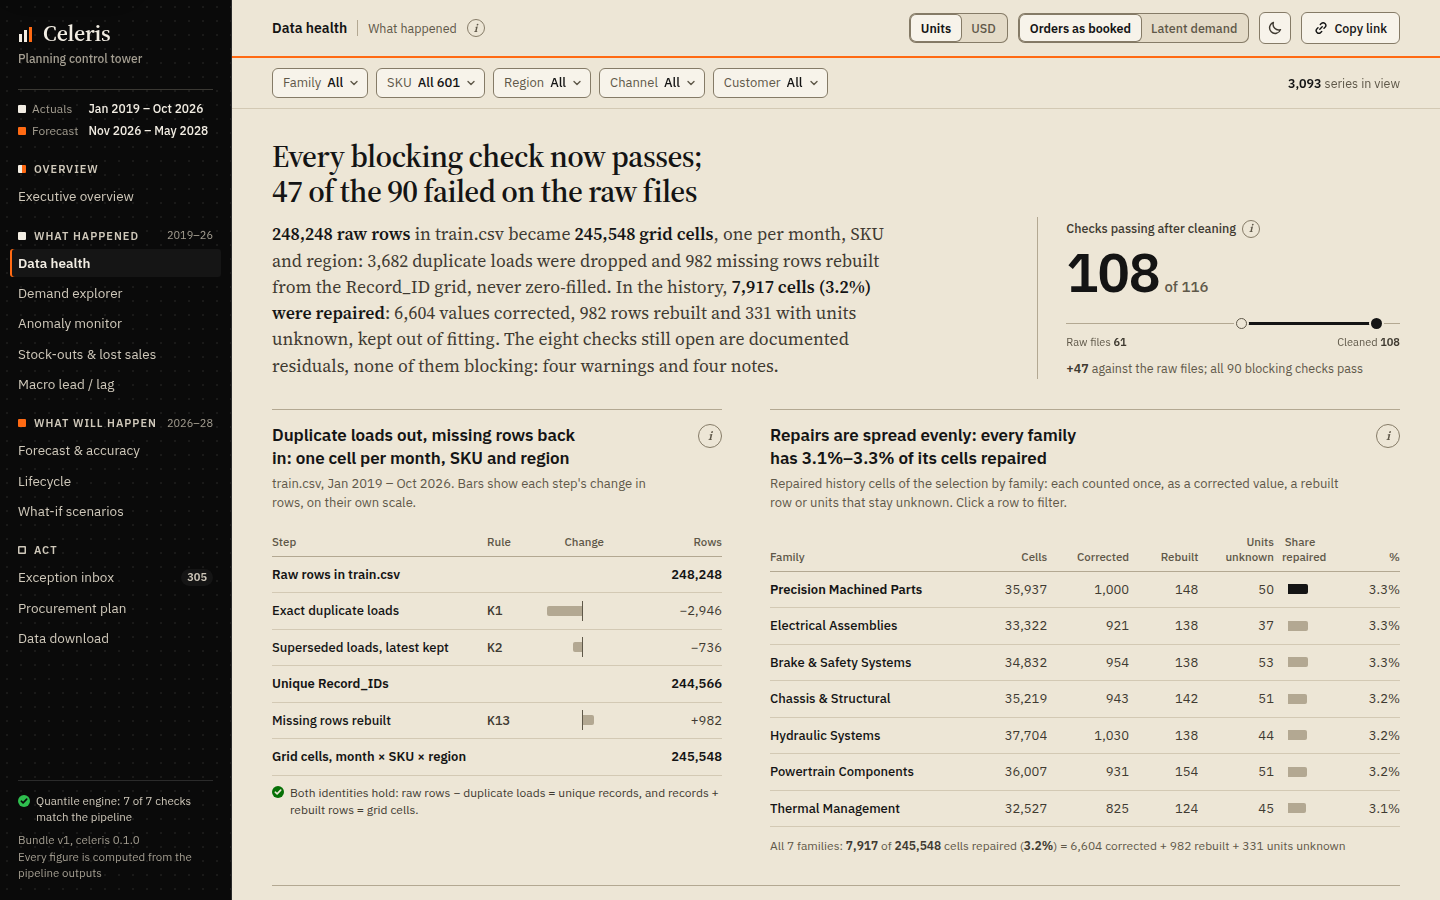 Celeris
Planning control tower
Actuals Jan 2019 – Oct 2026
Forecast Nov 2026 – May 2028
OVERVIEW
Executive overview
WHAT HAPPENED 2019–26
Data health
Demand explorer
Anomaly monitor
Stock-outs & lost sales
Macro lead / lag
WHAT WILL HAPPEN 2026–28
Forecast & accuracy
Lifecycle
What-if scenarios
ACT
Exception inbox 305
Procurement plan
Data download
Quantile engine: 7 of 7 checks
match the pipeline
Bundle v1, celeris 0.1.0
Every figure is computed from the
pipeline outputs
Data health What happened i
Units USD Orders as booked Latent demand Copy link
Family All SKU All 601 Region All Channel All Customer All
3,093 series in view
Every blocking check now passes;
47 of the 90 failed on the raw files
248,248 raw rows in train.csv became 245,548 grid cells, one per month, SKU
and region: 3,682 duplicate loads were dropped and 982 missing rows rebuilt
from the Record_ID grid, never zero-filled. In the history, 7,917 cells (3.2%)
were repaired: 6,604 values corrected, 982 rows rebuilt and 331 with units
unknown, kept out of fitting. The eight checks still open are documented
residuals, none of them blocking: four warnings and four notes.
Checks passing after cleaning i
108 of 116
Raw files 61 Cleaned 108
+47 against the raw files; all 90 blocking checks pass
Duplicate loads out, missing rows back
in: one cell per month, SKU and region
i
train.csv, Jan 2019 – Oct 2026. Bars show each step's change in
rows, on their own scale.
Step Rule Change Rows
Raw rows in train.csv 248,248
Exact duplicate loads K1 −2,946
Superseded loads, latest kept K2 −736
Unique Record_IDs 244,566
Missing rows rebuilt K13 +982
Grid cells, month × SKU × region 245,548
Both identities hold: raw rows − duplicate loads = unique records, and records +
rebuilt rows = grid cells.
Repairs are spread evenly: every family
has 3.1%–3.3% of its cells repaired
i
Repaired history cells of the selection by family: each counted once, as a corrected value, a rebuilt
row or units that stay unknown. Click a row to filter.
Units Share
Family Cells Corrected Rebuilt unknown repaired %
Precision Machined Parts 35,937 1,000 148 50 3.3%
Electrical Assemblies 33,322 921 138 37 3.3%
Brake & Safety Systems 34,832 954 138 53 3.3%
Chassis & Structural 35,219 943 142 51 3.2%
Hydraulic Systems 37,704 1,030 138 44 3.2%
Powertrain Components 36,007 931 154 51 3.2%
Thermal Management 32,527 825 124 45 3.1%
All 7 families: 7,917 of 245,548 cells repaired (3.2%) = 6,604 corrected + 982 rebuilt + 331 units unknown